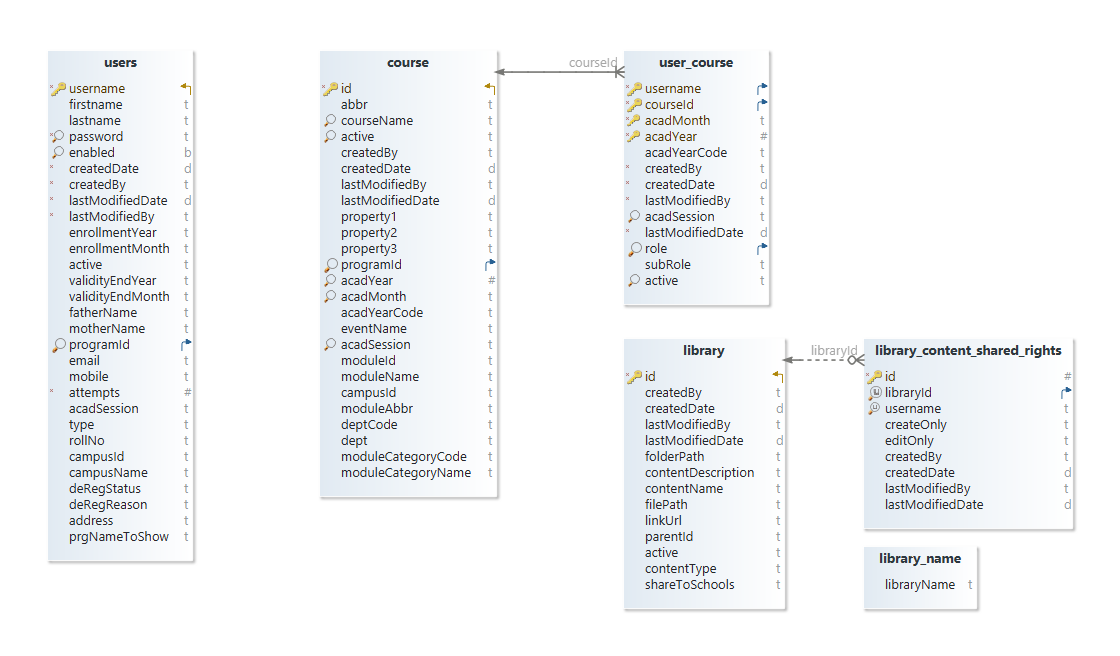 users
username
firstname t
lastname t
password t
enabled b
createdDate d
createdBy t
lastModifiedDate d
lastModifiedBy t
enrollmentYear t
enrollmentMonth t
active t
validityEndYear t
validityEndMonth t
fatherName t
motherName t
programId
email t
mobile t
attempts #
acadSession t
type t
rollNo t
campusId t
campusName t
deRegStatus t
deRegReason t
address t
prgNameToShow t
course
id
abbr t
courseName t
active t
createdBy t
createdDate d
lastModifiedBy t
lastModifiedDate t
property1 t
property2 t
property3 t
programId
acadYear #
acadMonth t
acadYearCode t
eventName t
acadSession t
moduleId t
moduleName t
campusId t
moduleAbbr t
deptCode t
dept t
moduleCategoryCode t
moduleCategoryName t
courseId
user_course
username
courseId
acadMonth t
acadYear #
acadYearCode t
createdBy t
createdDate d
lastModifiedBy t
acadSession t
lastModifiedDate d
role
subRole t
active t
library
id
createdBy t
createdDate d
lastModifiedBy t
lastModifiedDate d
folderPath t
contentDescription t
contentName t
filePath t
linkUrl t
parentId t
active t
contentType t
shareToSchools t
libraryId
library_content_shared_rights
id #
libraryId
username t
createOnly t
editOnly t
createdBy t
createdDate d
lastModifiedBy t
lastModifiedDate d
library_name
libraryName t